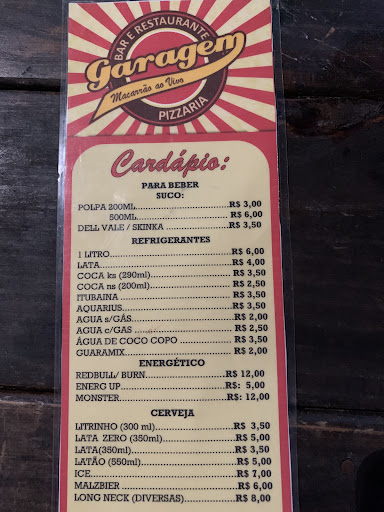 BAR E RESTAURANTE
Garagem
Macarrão ao Vivo
PIZZARIA
Cardápio:
PARA BEBER
SUCO:
POLPA 200ML.........................R$ 3,00
500ML.........................R$ 6,00
DELL VALE / SKINKA .................R$ 3,50
REFRIGERANTES
1 LITRO.............................R$ 6,00
LATA................................R$ 4,00
COCA ks (290ml).....................R$ 3,50
COCA ns (200ml).....................R$ 2,50
ITUBAINA ...........................R$ 3,50
AQUARIUS............................R$ 3,50
AGUA s/GÁS..........................R$ 2,00
AGUA c/GAS .........................R$ 2,50
ÁGUA DE COCO COPO ..................R$ 3,50
GUARAMIX............................R$ 2,00
ENERGÉTICO
REDBULL/ BURN.......................R$ 12,00
ENERG UP............................R$: 5,00
MONSTER.............................R$: 12,00
CERVEJA
LITRINHO (300 ml)...................R$ 3,50
LATA ZERO (350ml)...................R$ 5,00
LATA(350ml).........................R$ 3,50
LATÃO (550ml).......................R$ 5,00
ICE.................................R$ 7,00
MALZBIER ...........................R$ 6,00
LONG NECK (DIVERSAS)................R$ 8,00